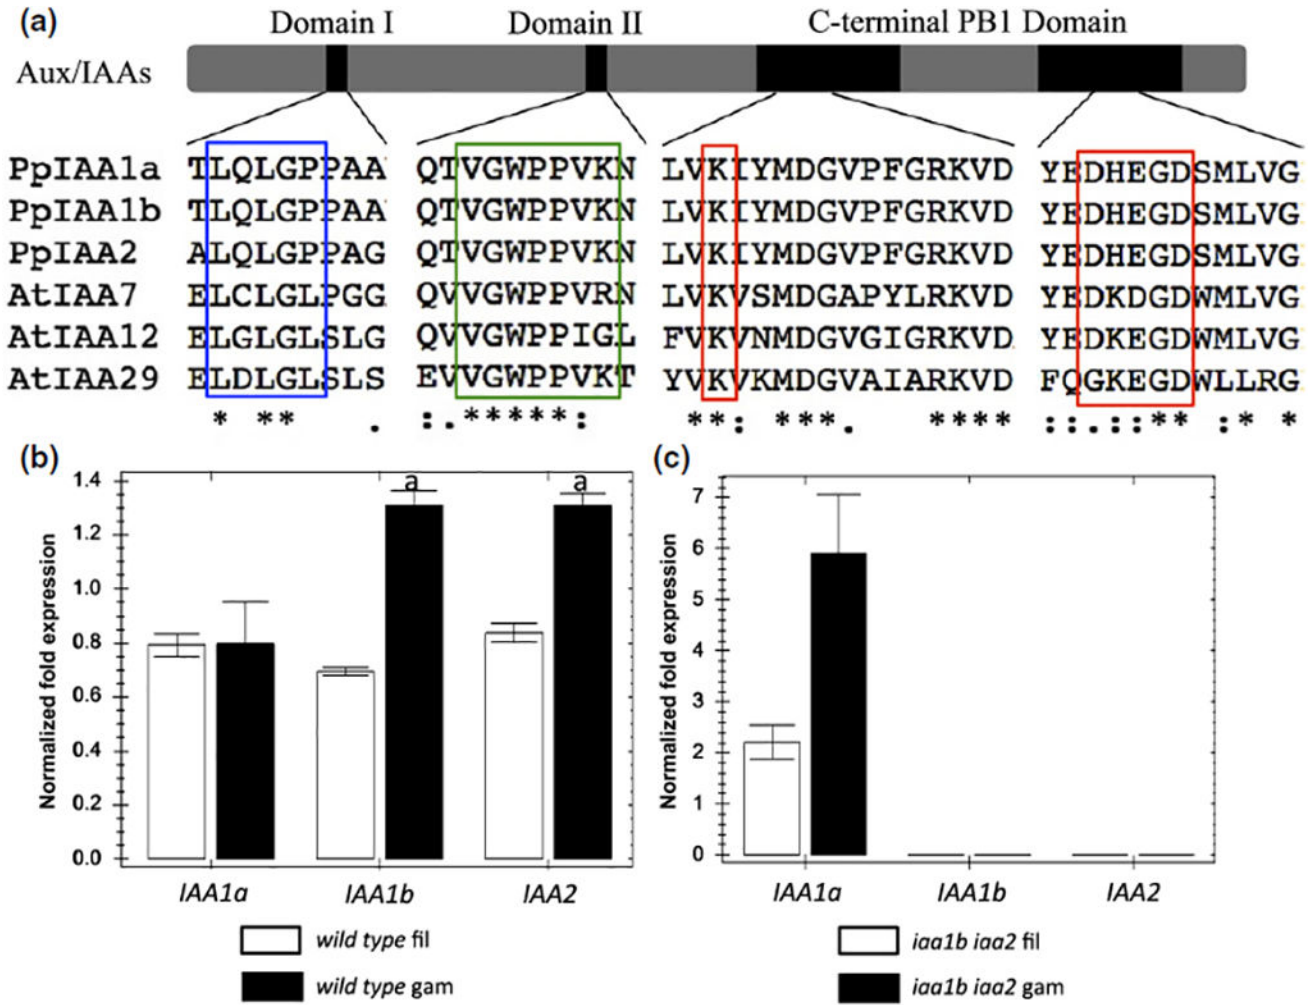 (a) Domain I Domain II C-terminal PB1 Domain
Aux/IAAs
PpIAA1a TLQLGPPAA QTVGWPPVKN LVKIYMDGVPFGRKVD YEDHEGDSMLVG
PpIAA1b TLQLGPPAA QTVGWPPVKN LVKIYMDGVPFGRKVD YEDHEGDSMLVG
PpIAA2 ALQLGPPAG QTVGWPPVKN LVKIYMDGVPFGRKVD YEDHEGDSMLVG
AtIAA7 ELCLGLPGG QVVGWPPVRN LVKVSMDGAPYLRKVD YEDKDGDWMLVG
AtIAA12 ELGLGLSLG QVVGWPPIGL FVKVNMDGVGIGRKVD YEDKEGDWMLVG
AtIAA29 ELDLGLSLS EVVGWPPVKT YVKVKMDGVAIARKVD FQGKEGDWLLRG
* ** . :. *****: **: ***. **** ::.::** :* *
(b)
Normalized fold expression
1.4
1.2
1.0
0.8
0.6
0.4
0.2
0.0
a a
IAA1a IAA1b IAA2
wild type fil
wild type gam
(c)
Normalized fold expression
7
6
5
4
3
2
1
0
IAA1a IAA1b IAA2
iaa1b iaa2 fil
iaa1b iaa2 gam